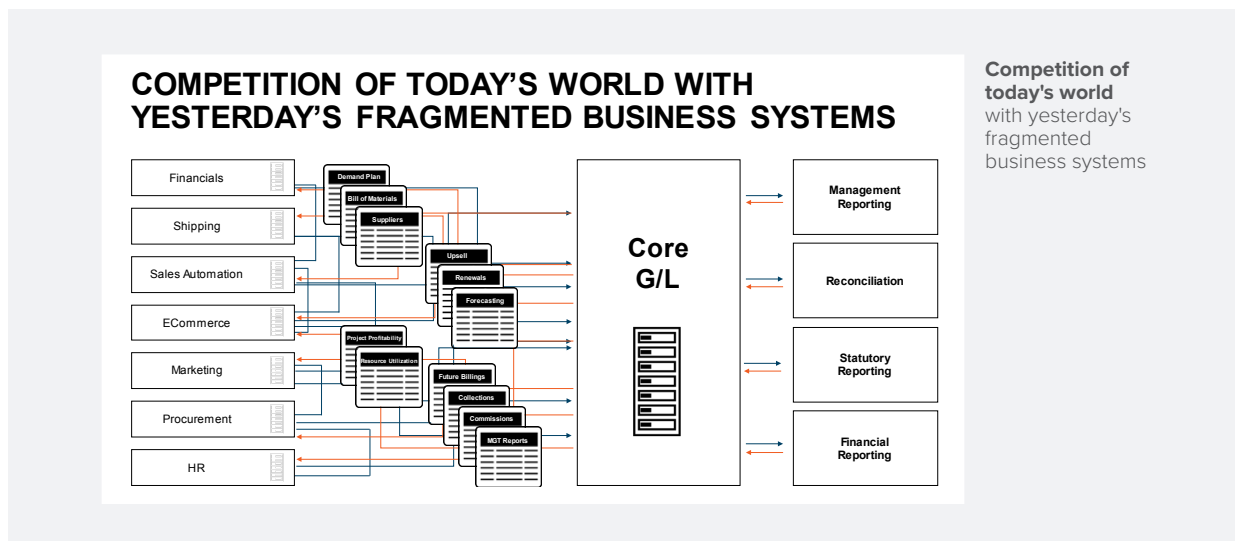 COMPETITION OF TODAY'S WORLD WITH
YESTERDAY'S FRAGMENTED BUSINESS SYSTEMS
Competition of
today's world
with yesterday's
fragmented
business systems
Financials
Shipping
Sales Automation
ECommerce
Marketing
Procurement
HR
Demand Plan
Bill of Materials
Suppliers
Upsell
Renewals
Forecasting
Project Profitability
Resource Utilization
Future Billings
Collections
Commissions
MGT Reports
Core
G/L
Management
Reporting
Reconciliation
Statutory
Reporting
Financial
Reporting